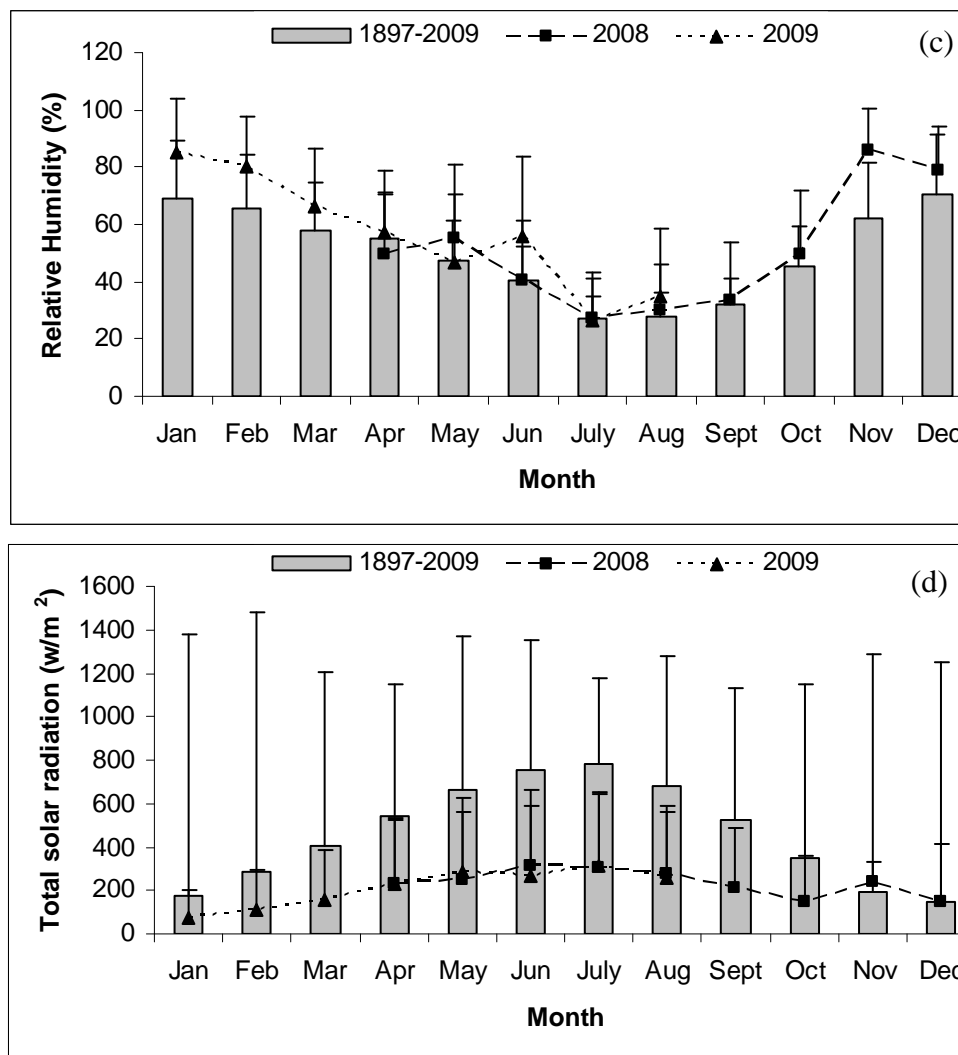 1897-2009 2008 2009 (c)
120
100
80
60
40
20
0
Relative Humidity (%)
Jan Feb Mar Apr May Jun July Aug Sept Oct Nov Dec
Month
1897-2009 2008 2009 (d)
1600
1400
1200
1000
800
600
400
200
0
Total solar radiation (w/m ²)
Jan Feb Mar Apr May Jun July Aug Sept Oct Nov Dec
Month